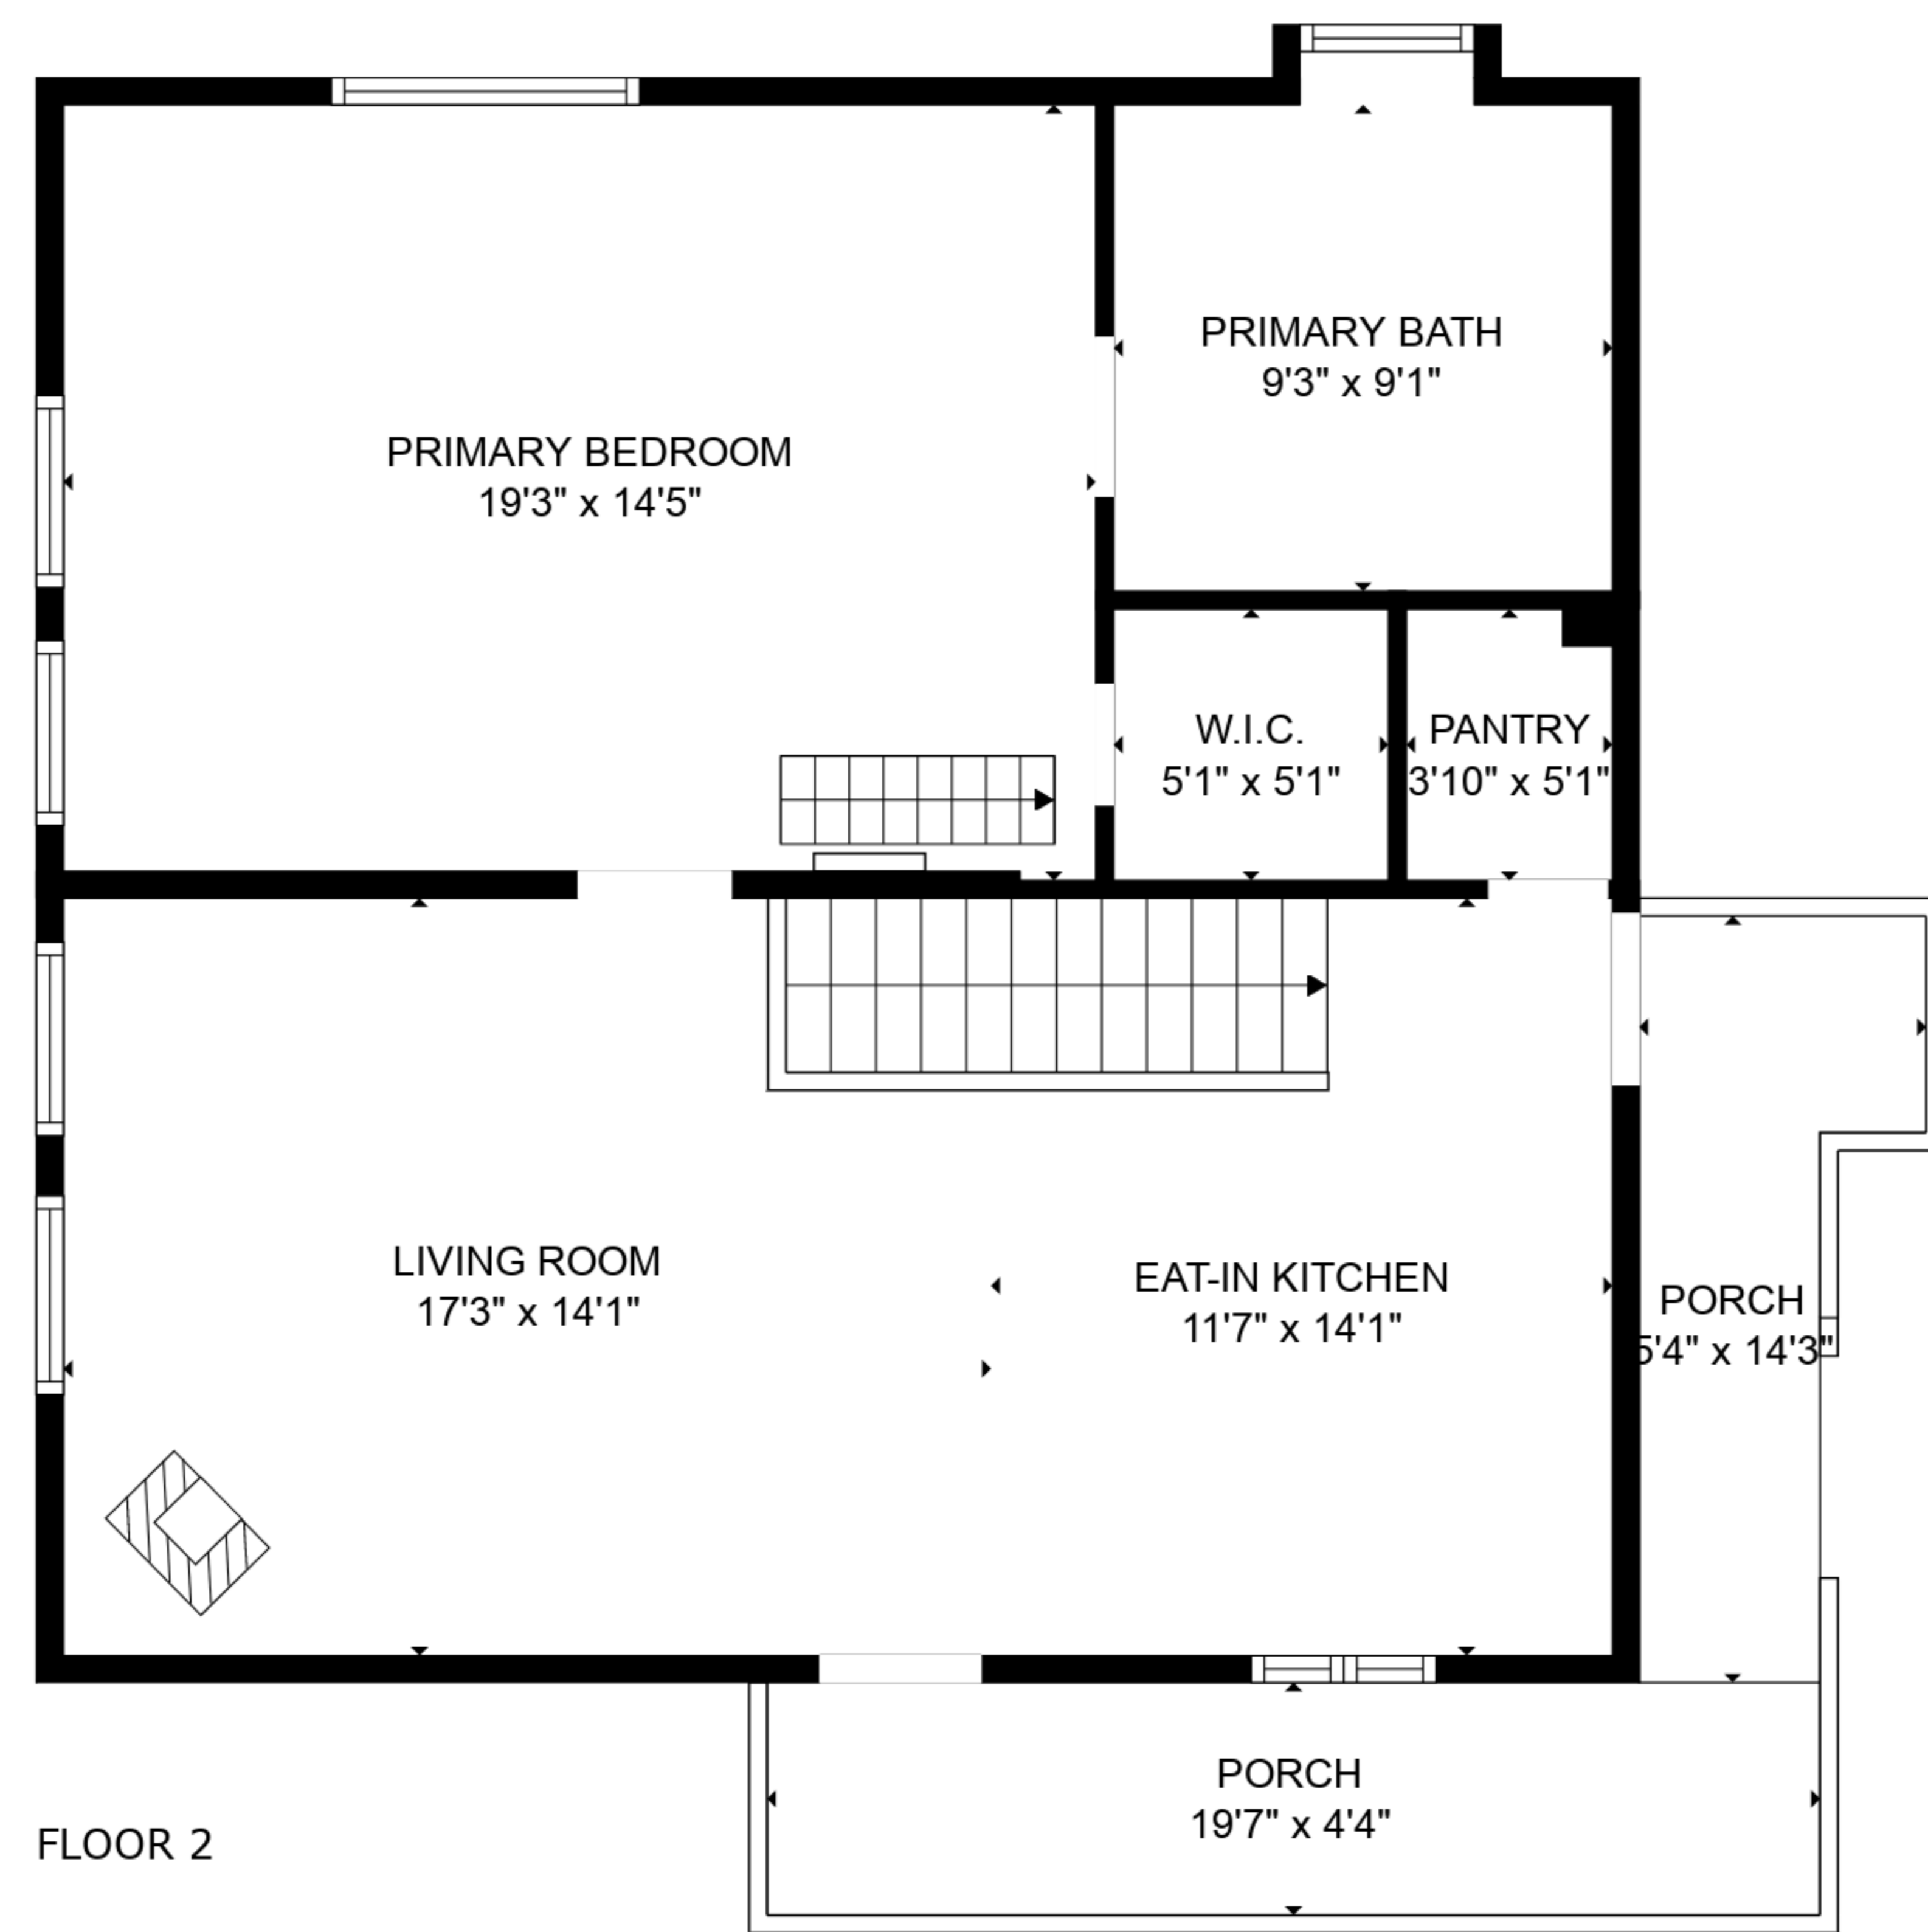 PRIMARY BATH
9'3" x 9'1"
PRIMARY BEDROOM
19'3" x 14'5"
W.I.C.
5'1" x 5'1"
PANTRY
3'10" x 5'1"
LIVING ROOM
17'3" x 14'1"
EAT-IN KITCHEN
11'7" x 14'1"
PORCH
5'4" x 14'3"
PORCH
19'7" x 4'4"
FLOOR 2